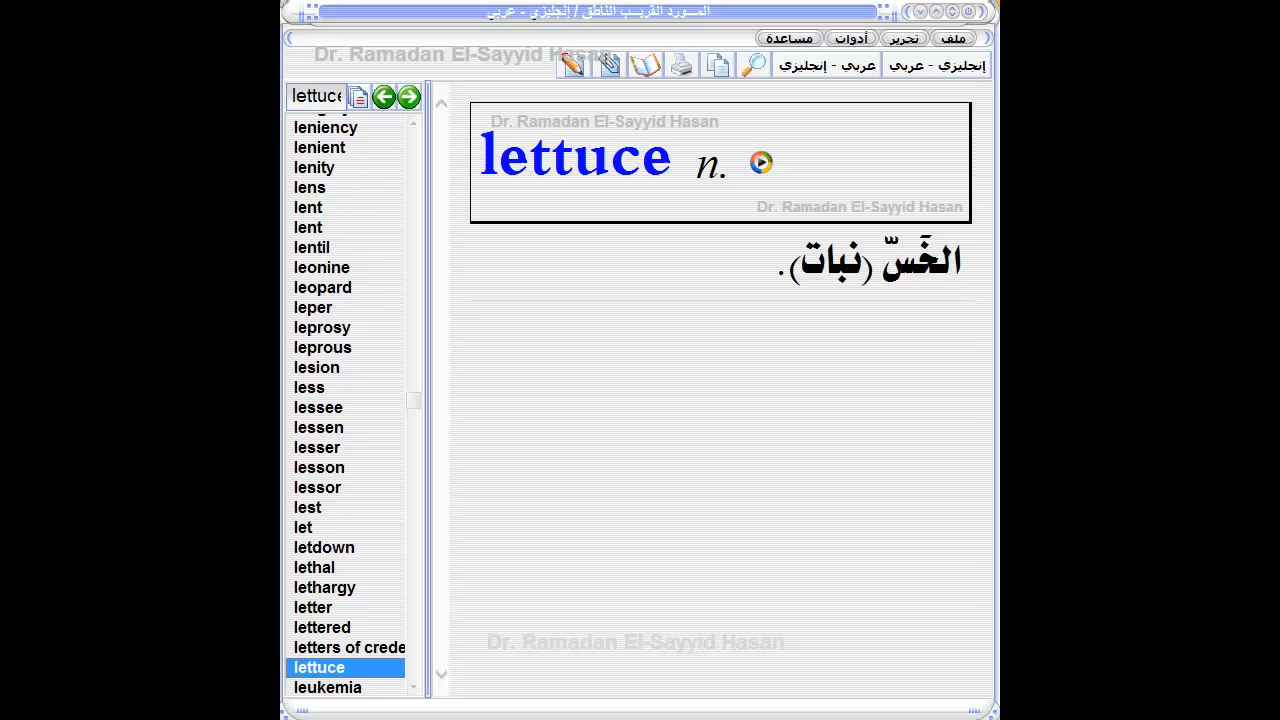 المــورد القريــب الناطق / إنجليزي - عربي
ملف
تحرير
أدوات
مساعدة
Dr. Ramadan El-Sayyid Hasan
إنجليزي - عربي
عربي - إنجليزي
lettuce
leniency
lenient
lenity
lens
lent
lent
lentil
leonine
leopard
leper
leprosy
leprous
lesion
less
lessee
lessen
lesser
lesson
lessor
lest
let
letdown
lethal
lethargy
letter
lettered
letters of crede
lettuce
leukemia
Dr. Ramadan El-Sayyid Hasan
lettuce n.
Dr. Ramadan El-Sayyid Hasan
الخَسّ (نبات).
Dr. Ramadan El-Sayyid Hasan